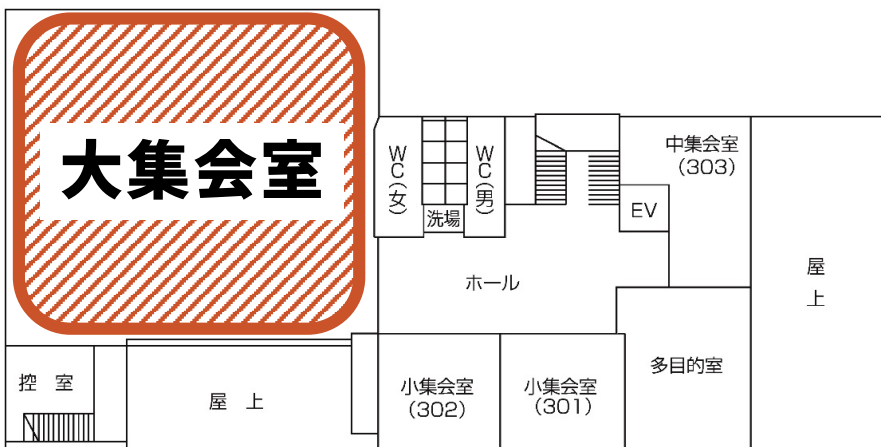 大集会室
WC(女)
洗場
WC(男)
EV
中集会室
(303)
ホール
屋上
控室
屋上
小集会室
(302)
小集会室
(301)
多目的室